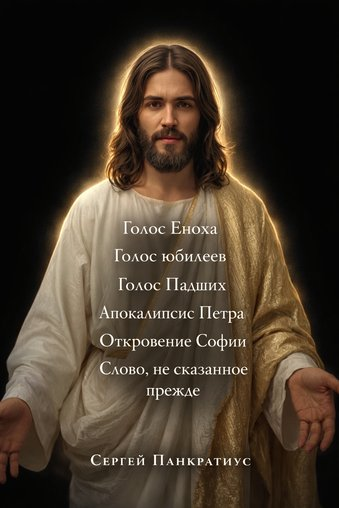 Голос Еноха
Голос юбилеев
Голос Падших
Апокалипсис Петра
Откровение Софии
Слово, не сказанное
прежде
Сергей Панкратиус